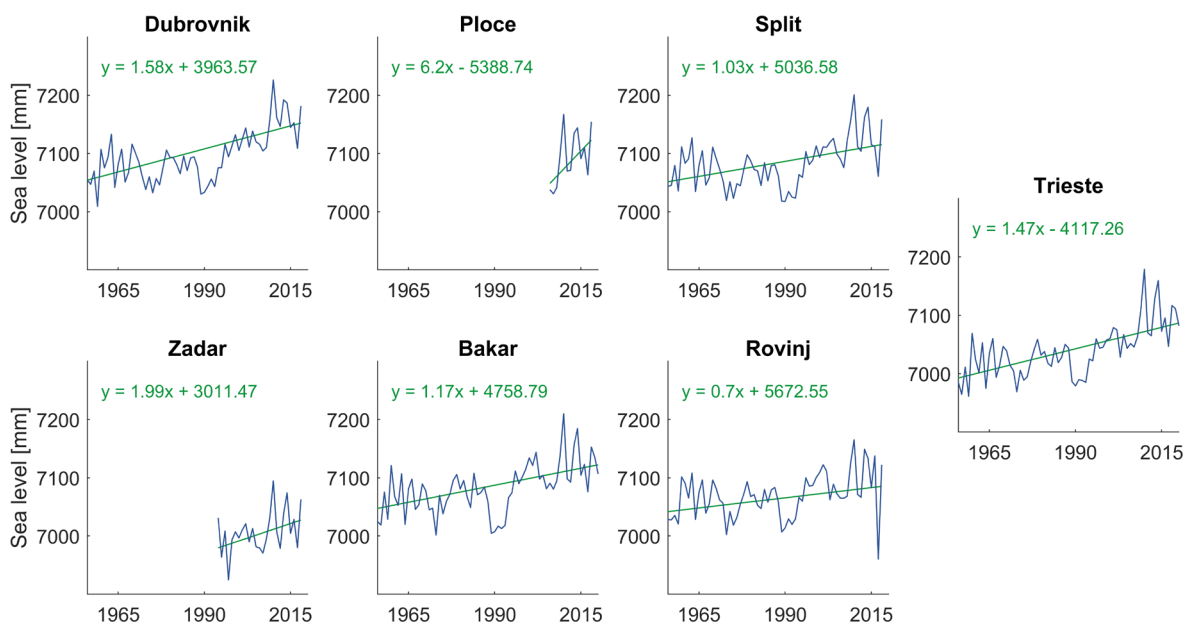 Dubrovnik
y = 1.58x + 3963.57
Sea level [mm]
7200
7100
7000
1965 1990 2015
Ploce
y = 6.2x - 5388.74
7200
7100
7000
1965 1990 2015
Split
y = 1.03x + 5036.58
7200
7100
7000
1965 1990 2015
Trieste
y = 1.47x - 4117.26
7200
7100
7000
1965 1990 2015
Zadar
y = 1.99x + 3011.47
Sea level [mm]
7200
7100
7000
1965 1990 2015
Bakar
y = 1.17x + 4758.79
7200
7100
7000
1965 1990 2015
Rovinj
y = 0.7x + 5672.55
7200
7100
7000
1965 1990 2015